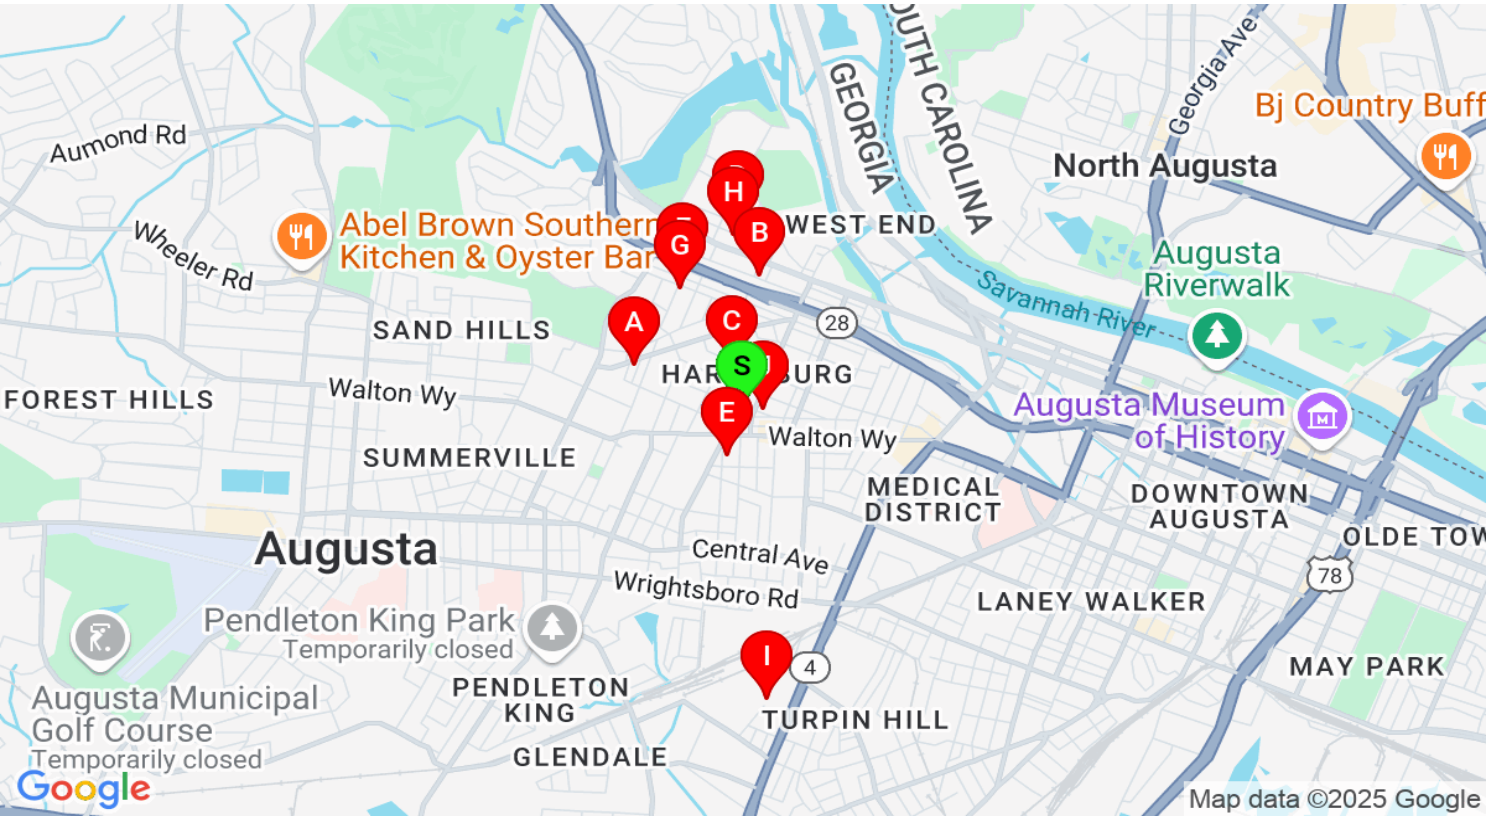 SOUTH CAROLINA
GEORGIA
Georgia Ave
Bj Country Buff
Aumond Rd
North Augusta
H
WEST END
B
G
Abel Brown Southern
Kitchen & Oyster Bar
Wheeler Rd
Augusta
Riverwalk
Savannah River
A
C
28
SAND HILLS
S
J
HARRISBURG
FOREST HILLS
Walton Wy
E
Augusta Museum
of History
Walton Wy
SUMMERVILLE
MEDICAL
DISTRICT
DOWNTOWN
AUGUSTA
OLDE TOW
Augusta
Central Ave
78
Wrightsboro Rd
LANEY WALKER
Pendleton King Park
Temporarily closed
I
4
MAY PARK
PENDLETON
KING
Augusta Municipal
Golf Course
Temporarily closed
TURPIN HILL
GLENDALE
Google
Map data ©2025 Google